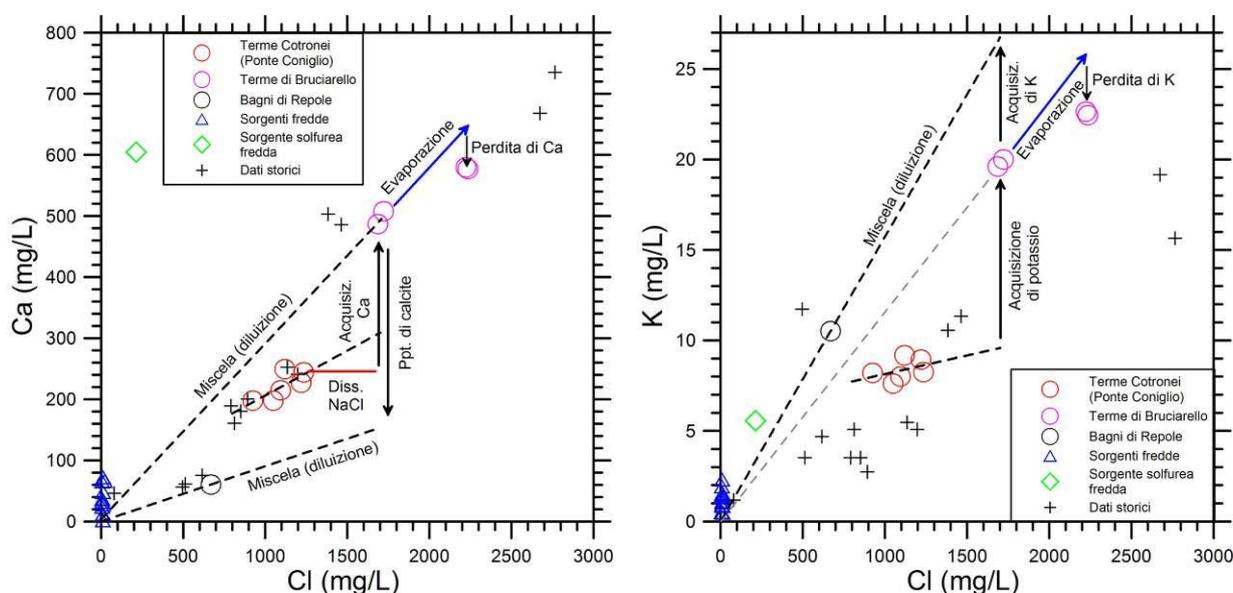 800
700
600
500
400
300
200
100
0
Ca (mg/L)
Terme Cotronei
(Ponte Coniglio)
Terme di Bruciarello
Bagni di Repole
Sorgenti fredde
Sorgente solfurea
fredda
Dati storici
Evaporazione
Perdita di Ca
Miscela (diluizione)
Acquisiz.
Ca
Ppt. di calcite
Diss.
NaCl
Miscela (diluizione)
0 500 1000 1500 2000 2500 3000
Cl (mg/L)
25
20
15
10
5
0
K (mg/L)
Acquisiz.
di K
Perdita di K
Evaporazione
Miscela (diluizione)
Acquisizione
di potassio
Terme Cotronei
(Ponte Coniglio)
Terme di Bruciarello
Bagni di Repole
Sorgenti fredde
Sorgente solfurea
fredda
Dati storici
0 500 1000 1500 2000 2500 3000
Cl (mg/L)